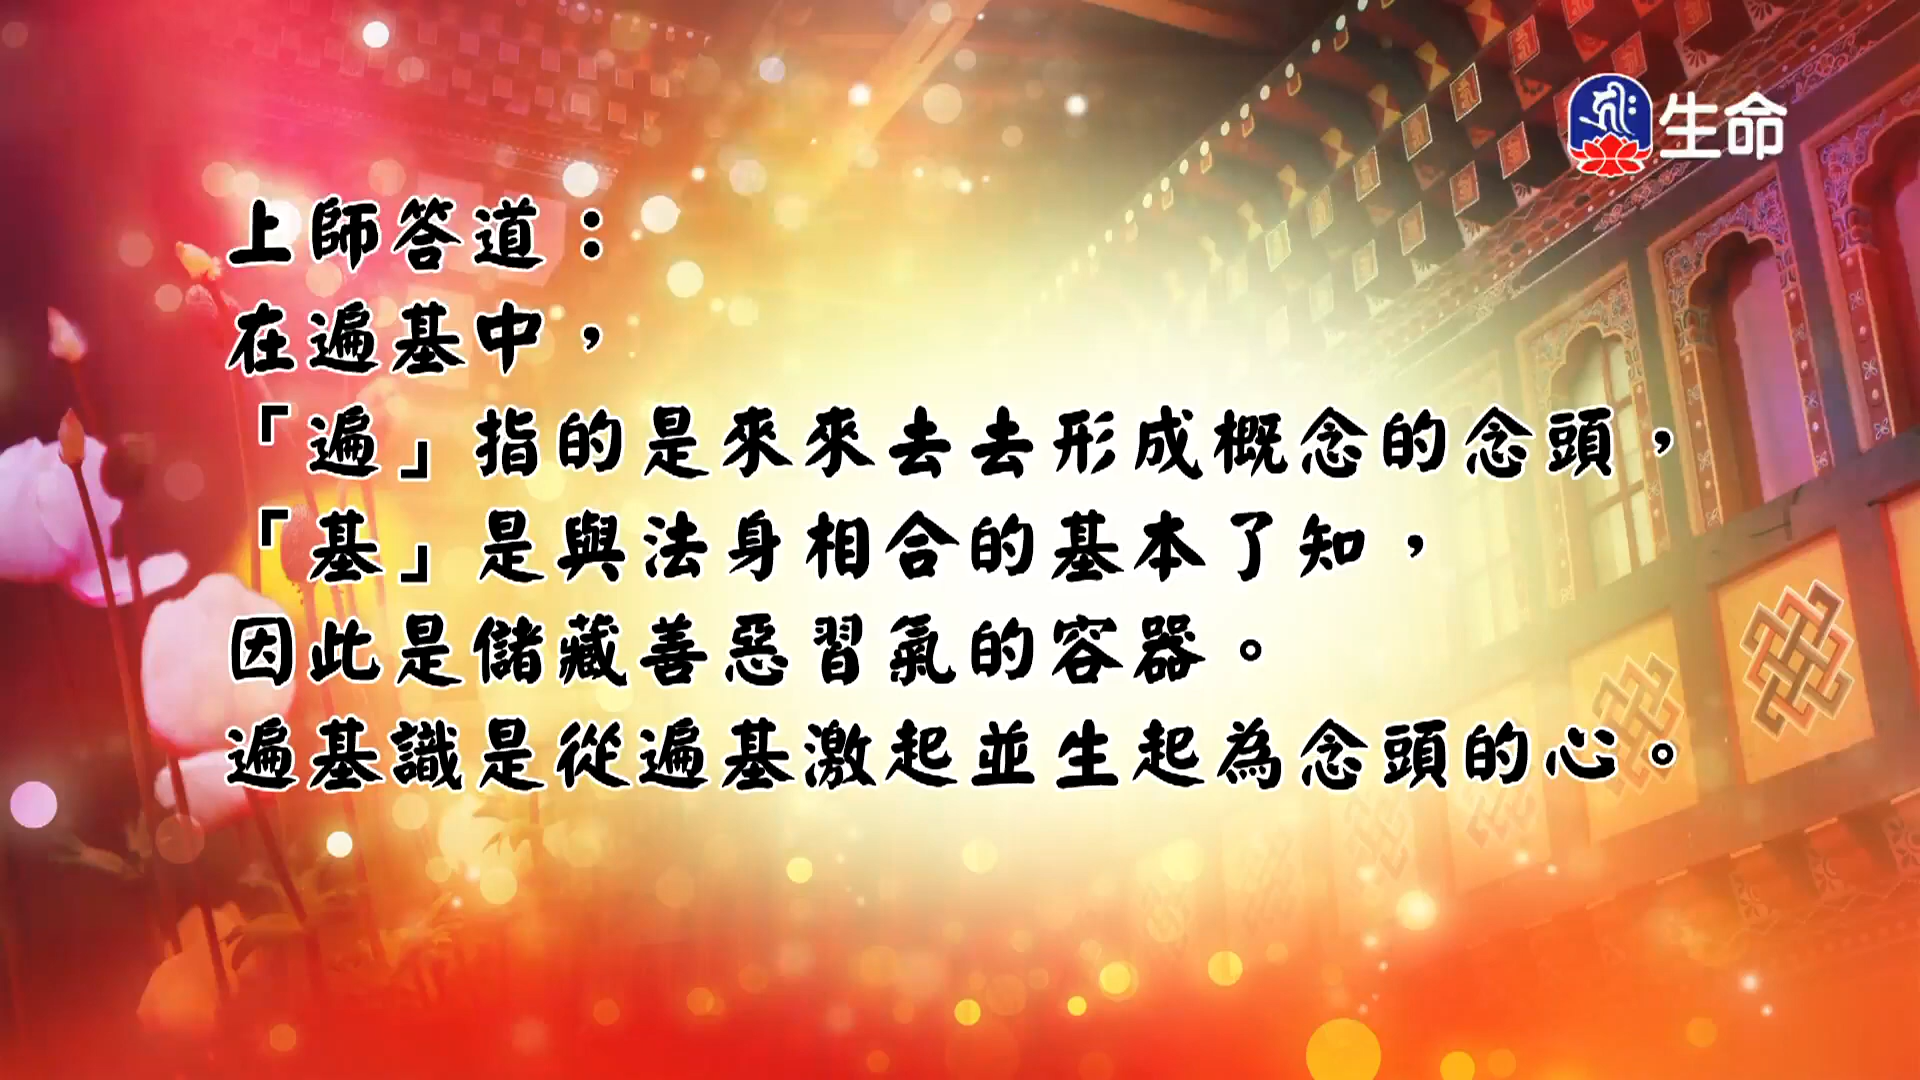 生命
上師答道：
在遍基中，
「遍」指的是來來去去形成概念的念頭，
「基」是與法身相合的基本了知，
因此是儲藏善惡習氣的容器。
遍基識是從遍基激起並生起為念頭的心。